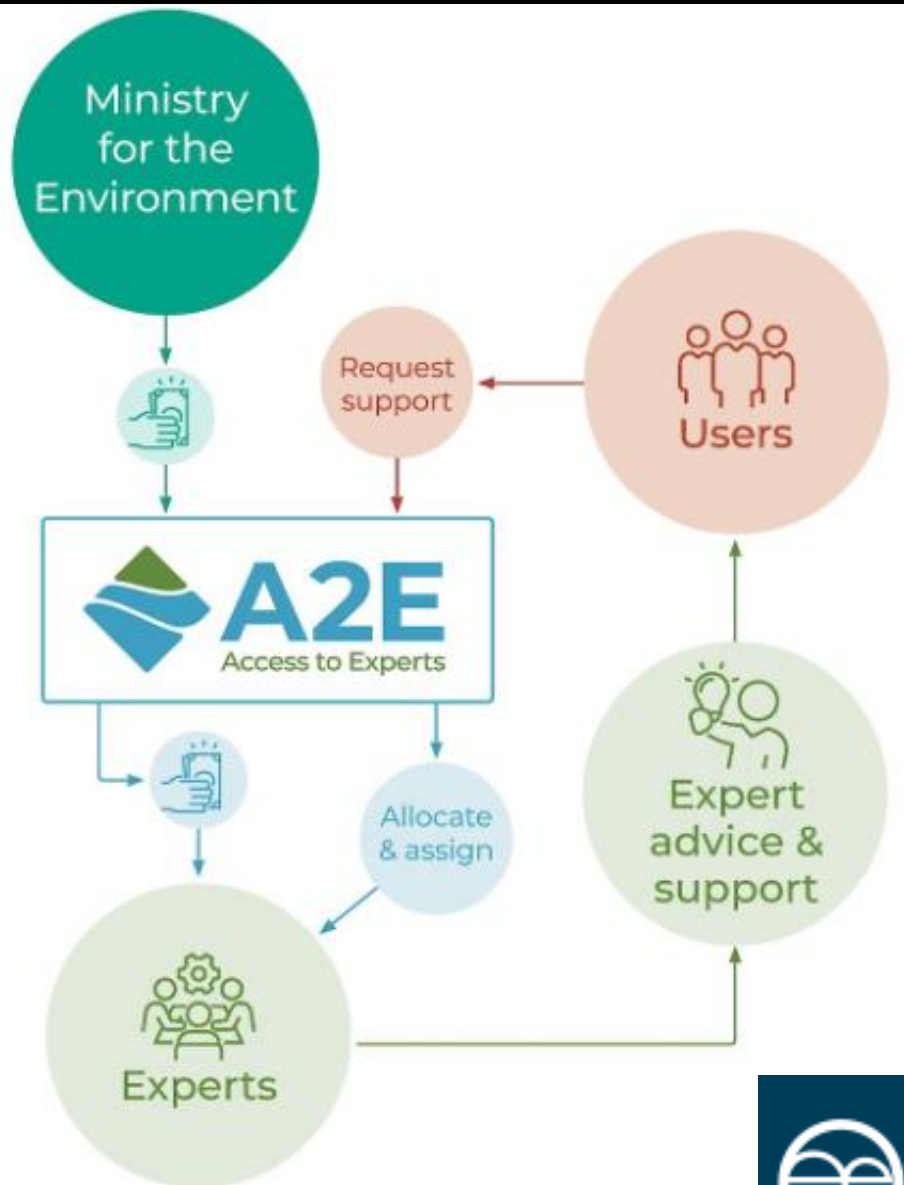 Ministry
for the
Environment
Request
support
Users
A2E
Access to Experts
Allocate
& assign
Expert
advice &
support
Experts